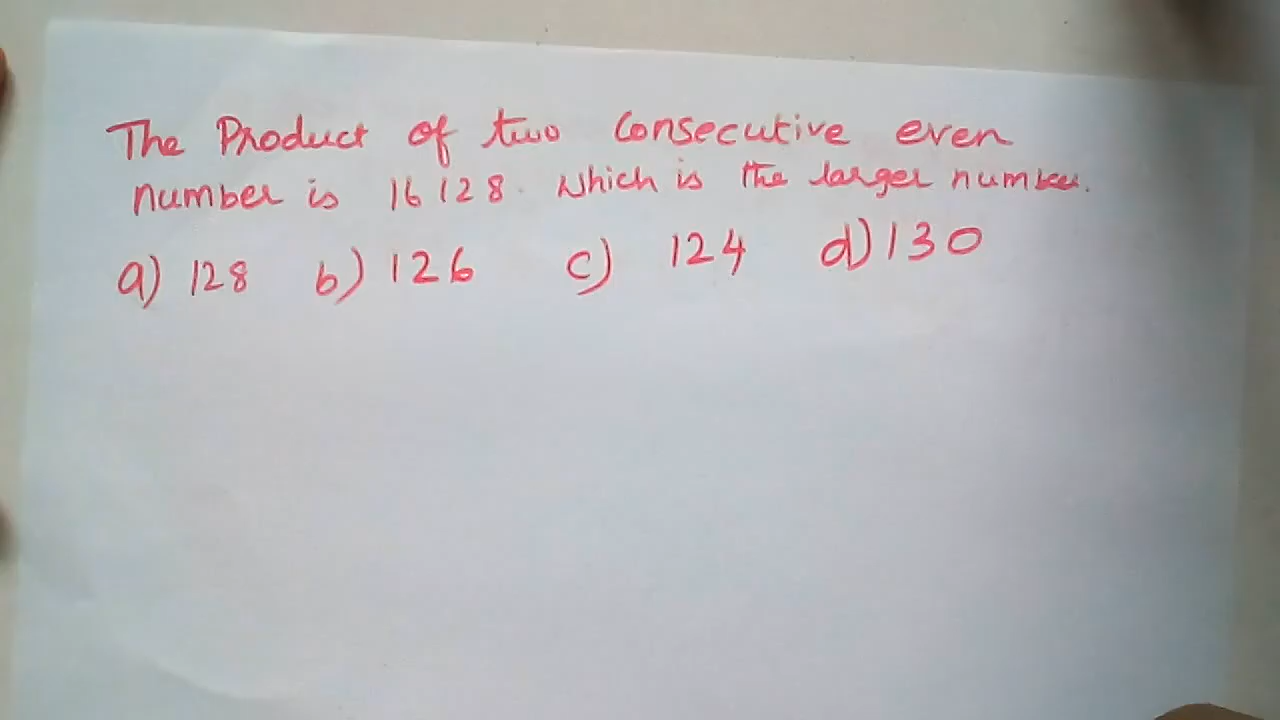 The Product of two consecutive even
number is 16128. which is the larger number.
a) 128 b) 126 c) 124 d) 130